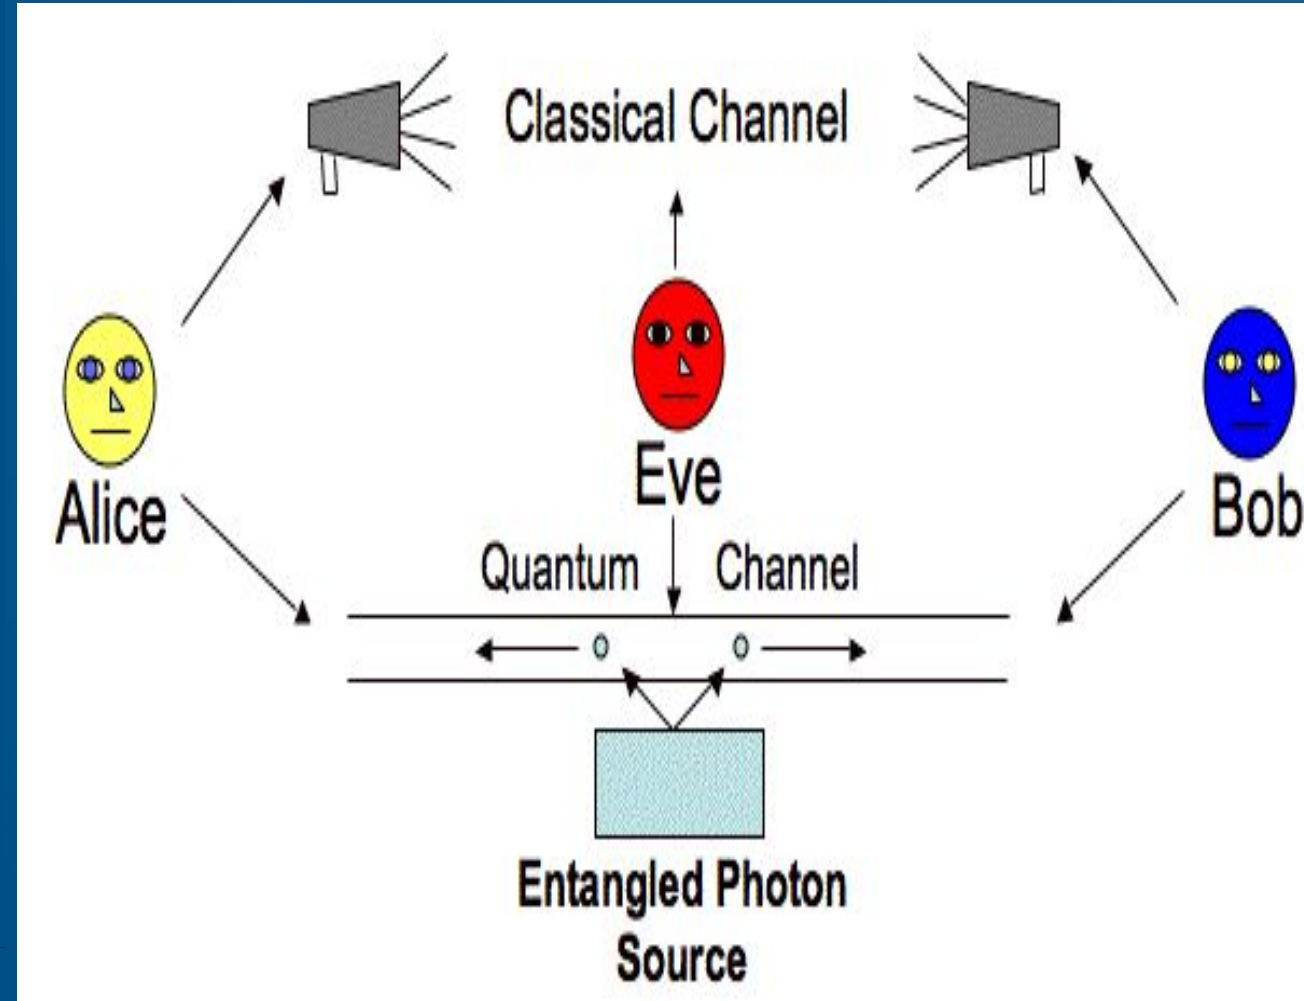 Classical Channel
Alice
Eve
Bob
Quantum Channel
Entangled Photon
Source